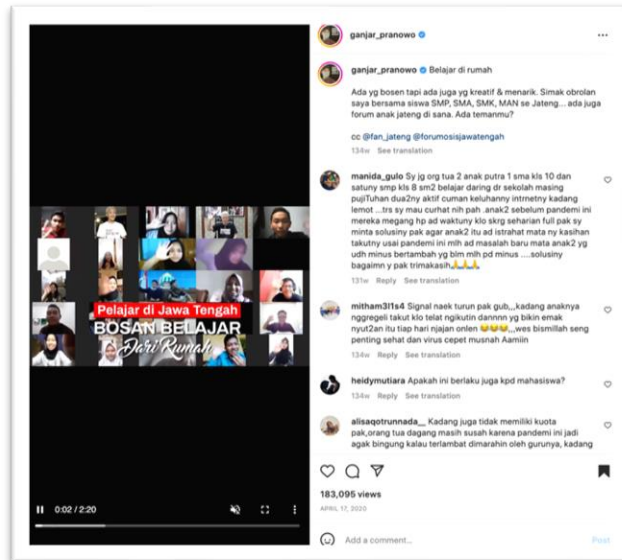 ganjar_pranowo
ganjar_pranowo Belajar di rumah
Ada yg bosen tapi ada juga yg kreatif & menarik. Simak obrolan
saya bersama siswa SMP, SMA, SMK, MAN se Jateng... ada juga
forum anak jateng di sana. Ada temanmu?
cc @fan_jateng @forumosisjawatengah
134w See translation
manida_gulo Sy jg org tua 2 anak putra 1 sma kls 10 dan
satuny smp kls 8 sm2 belajar daring dr sekolah masing
pujiTuhan dua2ny aktif cuman keluhanny intrnetny kadang
lemot ...trs sy mau curhat nih pah .anak2 sebelum pandemi ini
mereka megang hp ad waktuny klo skrg seharian full pak sy
minta solusiny pak agar anak2 itu ad istrahat mata ny kasihan
takutny usai pandemi ini mlh ad masalah baru mata anak2 yg
udh minus bertambah yg blm mlh pd minus ....solusiny
bagaimn y pak trimakasih🙏🙏🙏
131w Reply See translation
mitham3l1s4 Signal naek turun pak gub,,,kadang anaknya
nggregeli takut klo telat ngikutin dannnn yg bikin emak
nyut2an itu tiap hari njajan onlen 😂😂😂,,,wes bismillah seng
penting sehat dan virus cepet musnah Aamiin
134w Reply See translation
heidymutiara Apakah ini berlaku juga kpd mahasiswa?
134w Reply See translation
alisaqotrunnada__ Kadang juga tidak memiliki kuota
pak,orang tua dagang masih susah karena pandemi ini jadi
agak bingung kalau terlambat dimarahin oleh gurunya, kadang
183,095 views
APRIL 17, 2020
Add a comment...
Post
Pelajar di Jawa Tengah
BOSAN BELAJAR
Dari Rumah
0:02 / 2:20